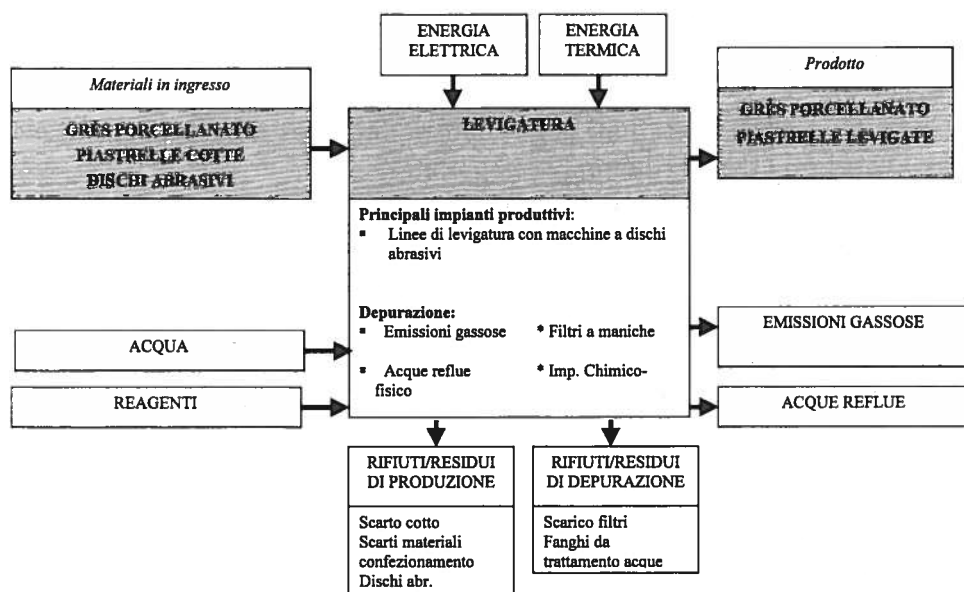 ENERGIA
ELETTRICA
ENERGIA
TERMICA
Materiali in ingresso
GRÈS PORCELLANATO
PIASTRELLE COTTE
DISCHI ABRASIVI
LEVIGATURA
Prodotto
GRÈS PORCELLANATO
PIASTRELLE LEVIGATE
Principali impianti produttivi:
▪ Linee di levigatura con macchine a dischi
abrasivi
Depurazione:
▪ Emissioni gassose * Filtri a maniche
▪ Acque reflue * Imp. Chimico-
fisico
ACQUA
REAGENTI
EMISSIONI GASSOSE
ACQUE REFLUE
RIFIUTI/RESIDUI
DI PRODUZIONE
Scarto cotto
Scarti materiali
confezionamento
Dischi abr.
RIFIUTI/RESIDUI
DI DEPURAZIONE
Scarico filtri
Fanghi da
trattamento acque